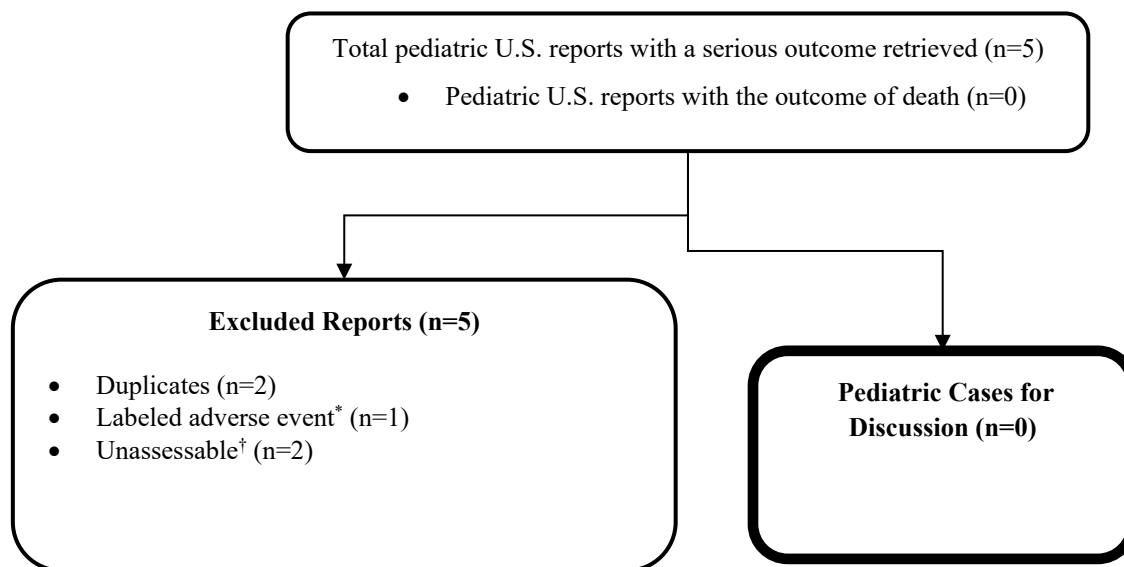 Total pediatric U.S. reports with a serious outcome retrieved (n=5)
• Pediatric U.S. reports with the outcome of death (n=0)
Excluded Reports (n=5)
• Duplicates (n=2)
• Labeled adverse event* (n=1)
• Unassessable† (n=2)
Pediatric Cases for
Discussion (n=0)